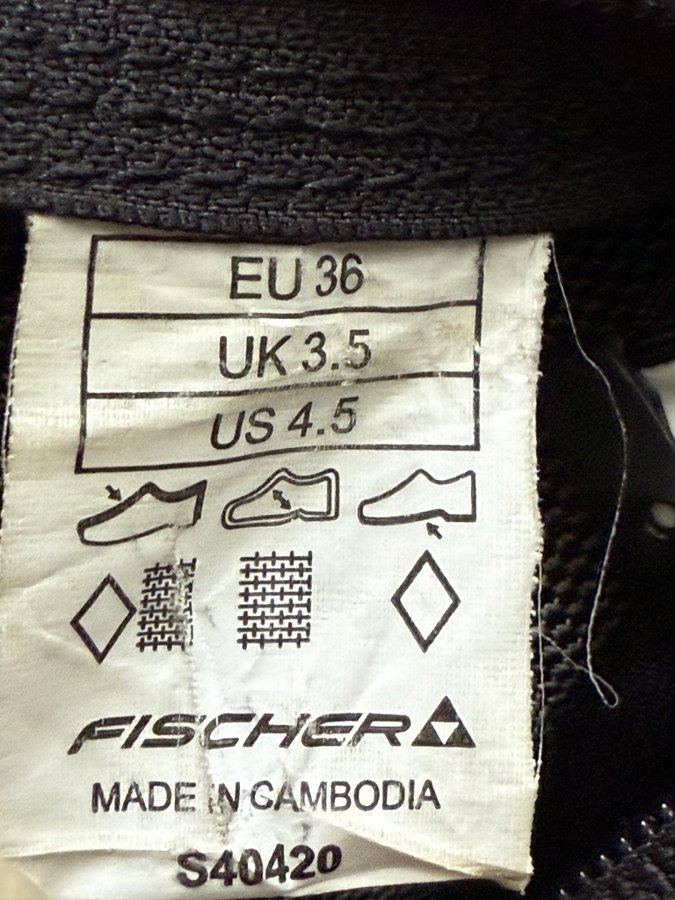 EU 36
UK 3.5
US 4.5
FISCHER
MADE IN CAMBODIA
S40420